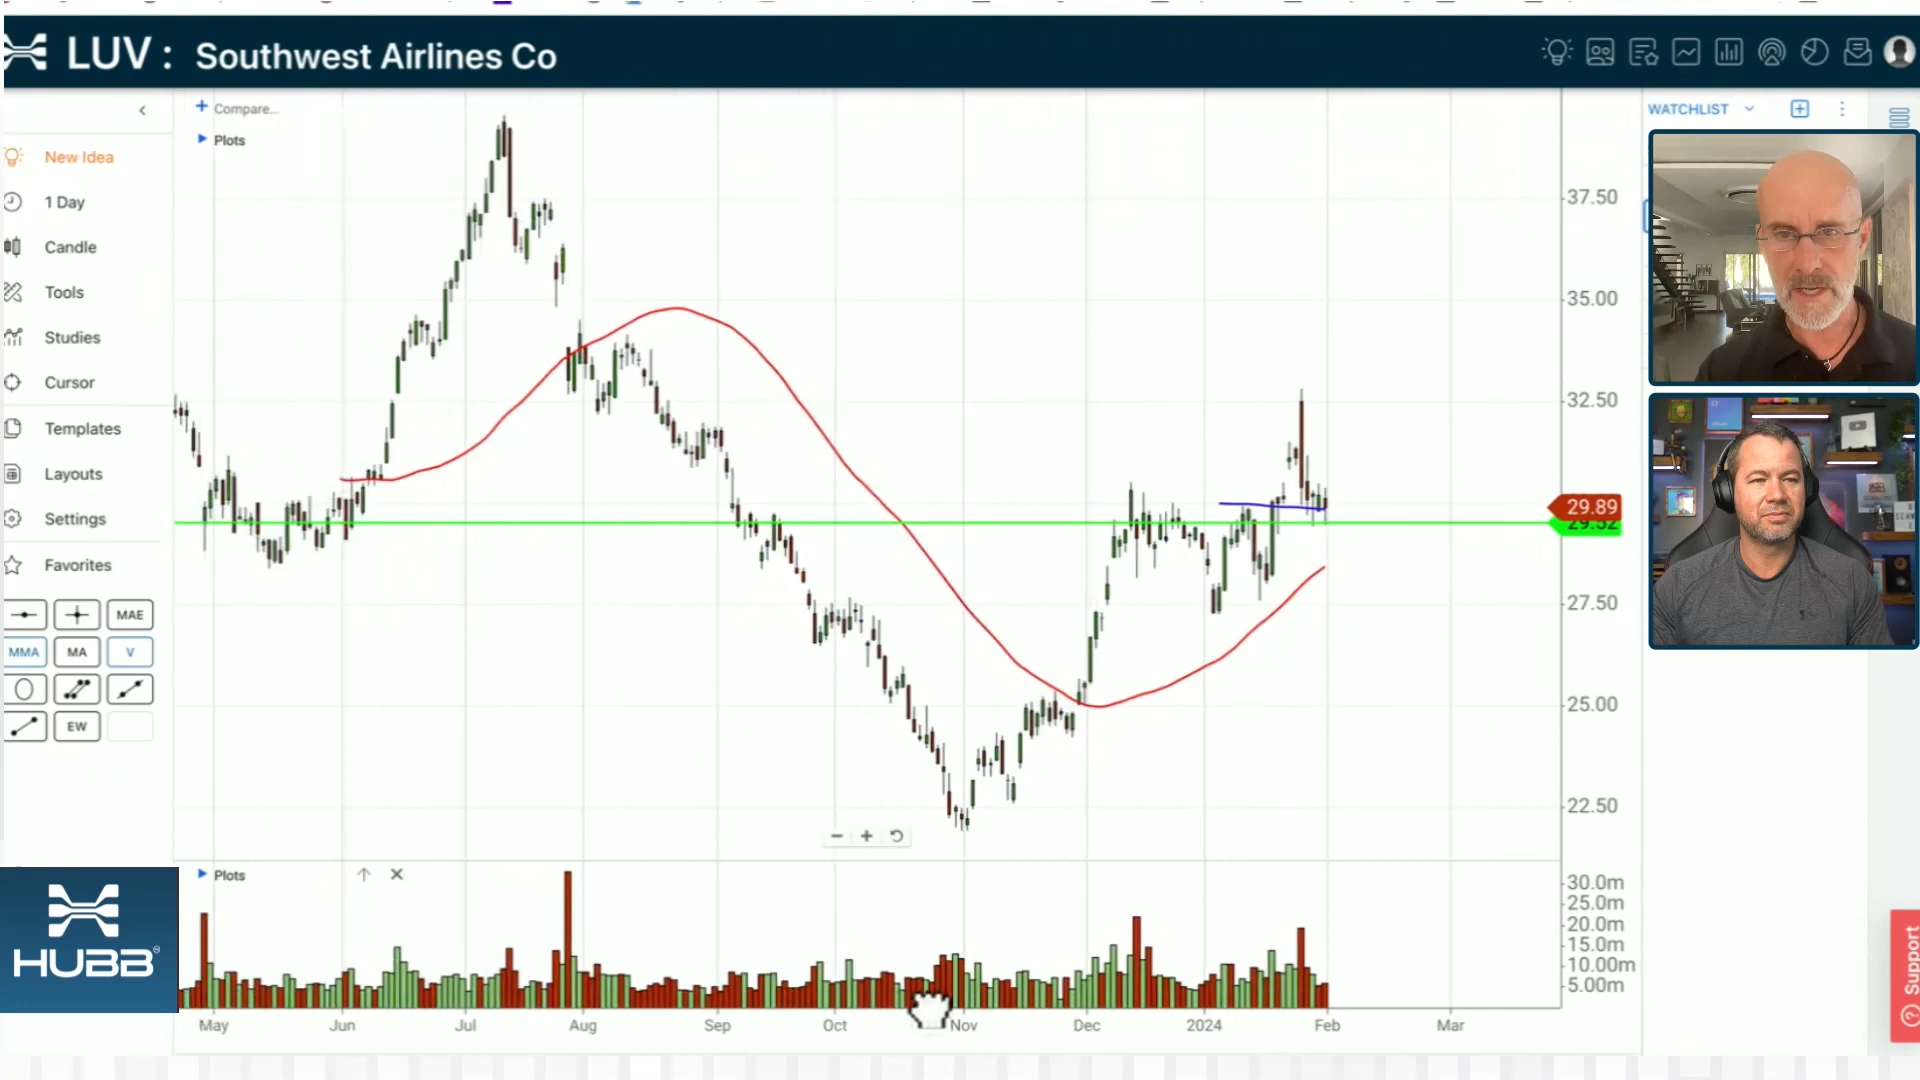 LUV : Southwest Airlines Co
Compare...
Plots
New Idea
1 Day
Candle
Tools
Studies
Cursor
Templates
Layouts
Settings
Favorites
MAE
MMA
MA
V
EW
37.50
35.00
32.50
29.89
29.52
27.50
25.00
22.50
WATCHLIST
Plots
30.0m
25.0m
20.0m
15.0m
10.00m
5.00m
May
Jun
Jul
Aug
Sep
Oct
Nov
Dec
2024
Feb
Mar
HUBB
Support